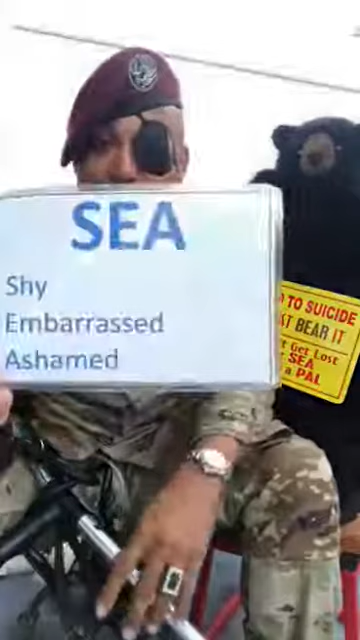 SEA
Shy
Embarrassed
Ashamed
TO SUICIDE
BEAR IT
Get Lost
SEA
a PAL